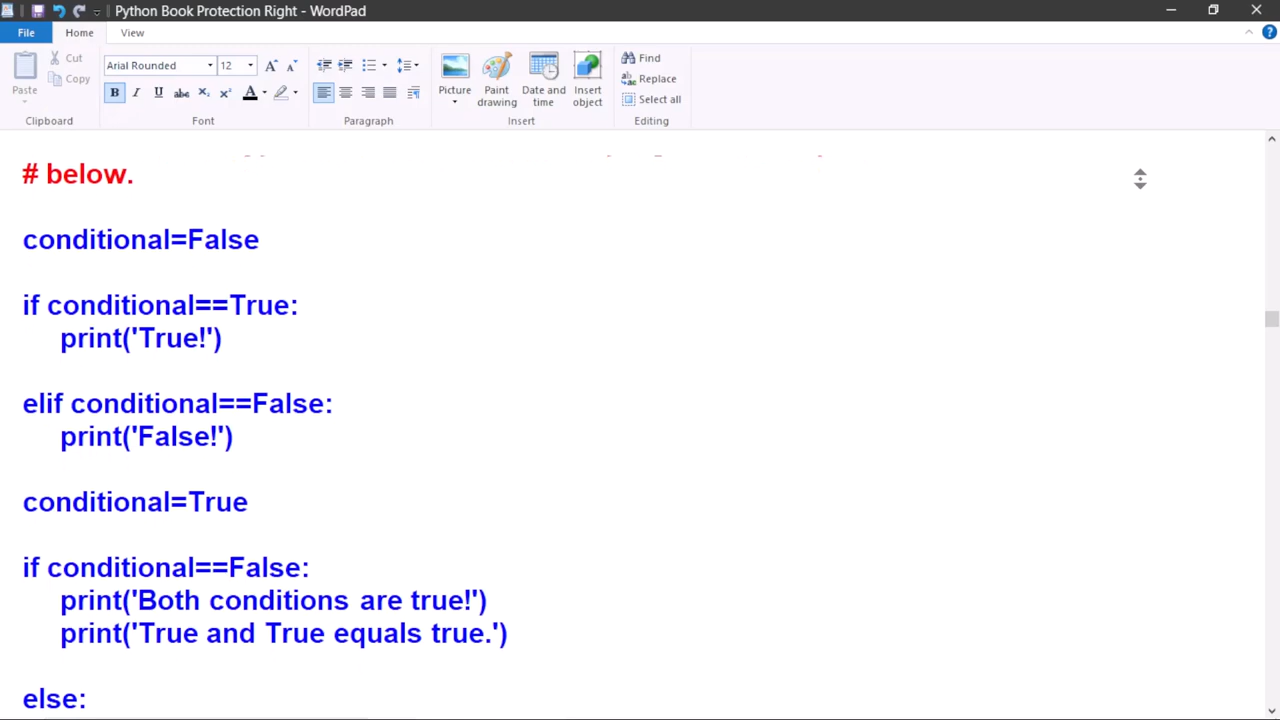 Python Book Protection Right - WordPad
File
Home
View
Paste
Cut
Copy
Clipboard
Arial Rounded
12
B I U abc X₂ X² A
Font
Paragraph
Picture
Paint drawing
Date and time
Insert object
Insert
Find
Replace
Select all
Editing
# below.
conditional=False
if conditional==True:
print('True!')
elif conditional==False:
print('False!')
conditional=True
if conditional==False:
print('Both conditions are true!')
print('True and True equals true.')
else: